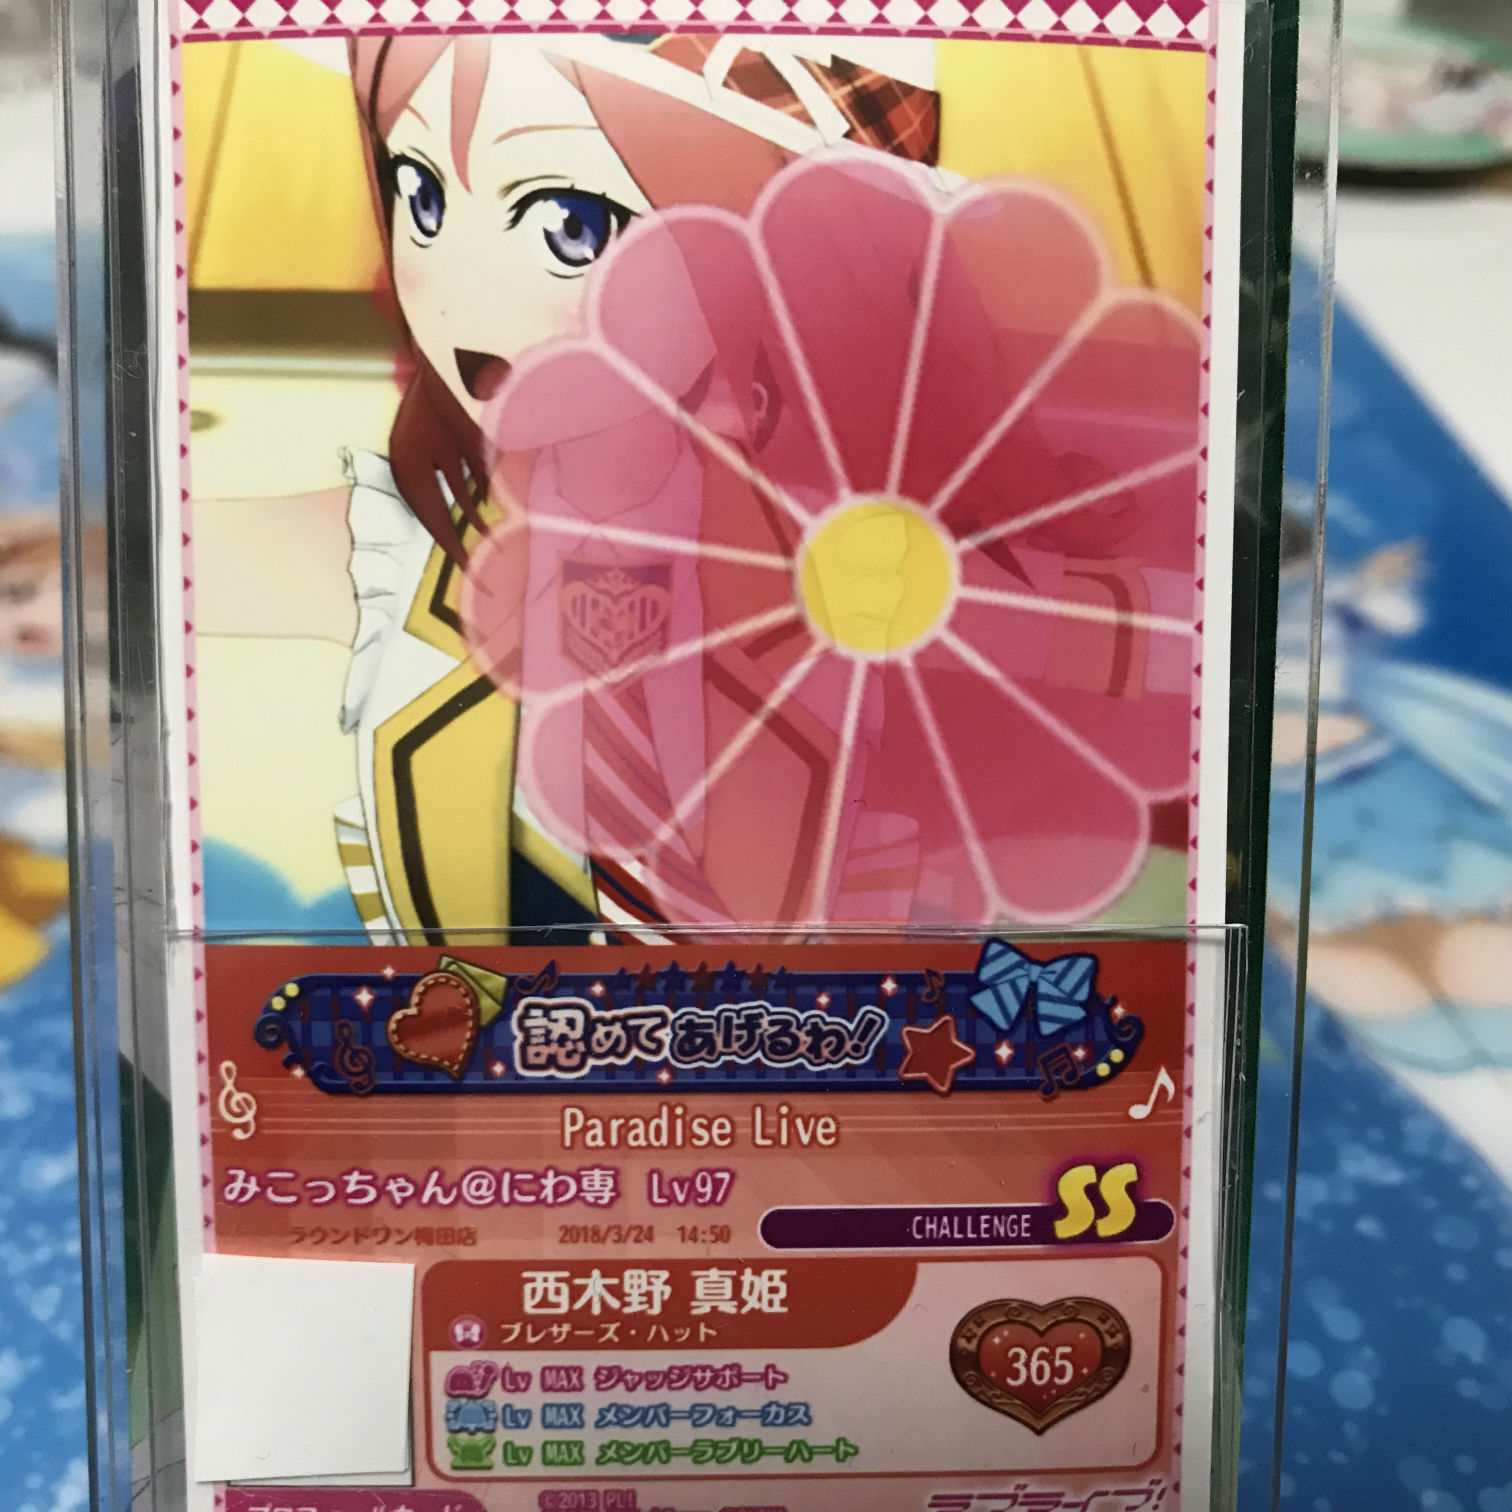 認めてあげるわ!
Paradise Live
みこっちゃん@にわ専 Lv97
ラウンドワン梅田店 2018/3/24 14:50
CHALLENGE SS
西木野 真姫
ブレザーズ・ハット
365
Lv MAX ジャッジサポート
Lv MAX メンバーフォーカス
Lv MAX メンバーラブリーハート
©2013 PL!
ラブライブ!